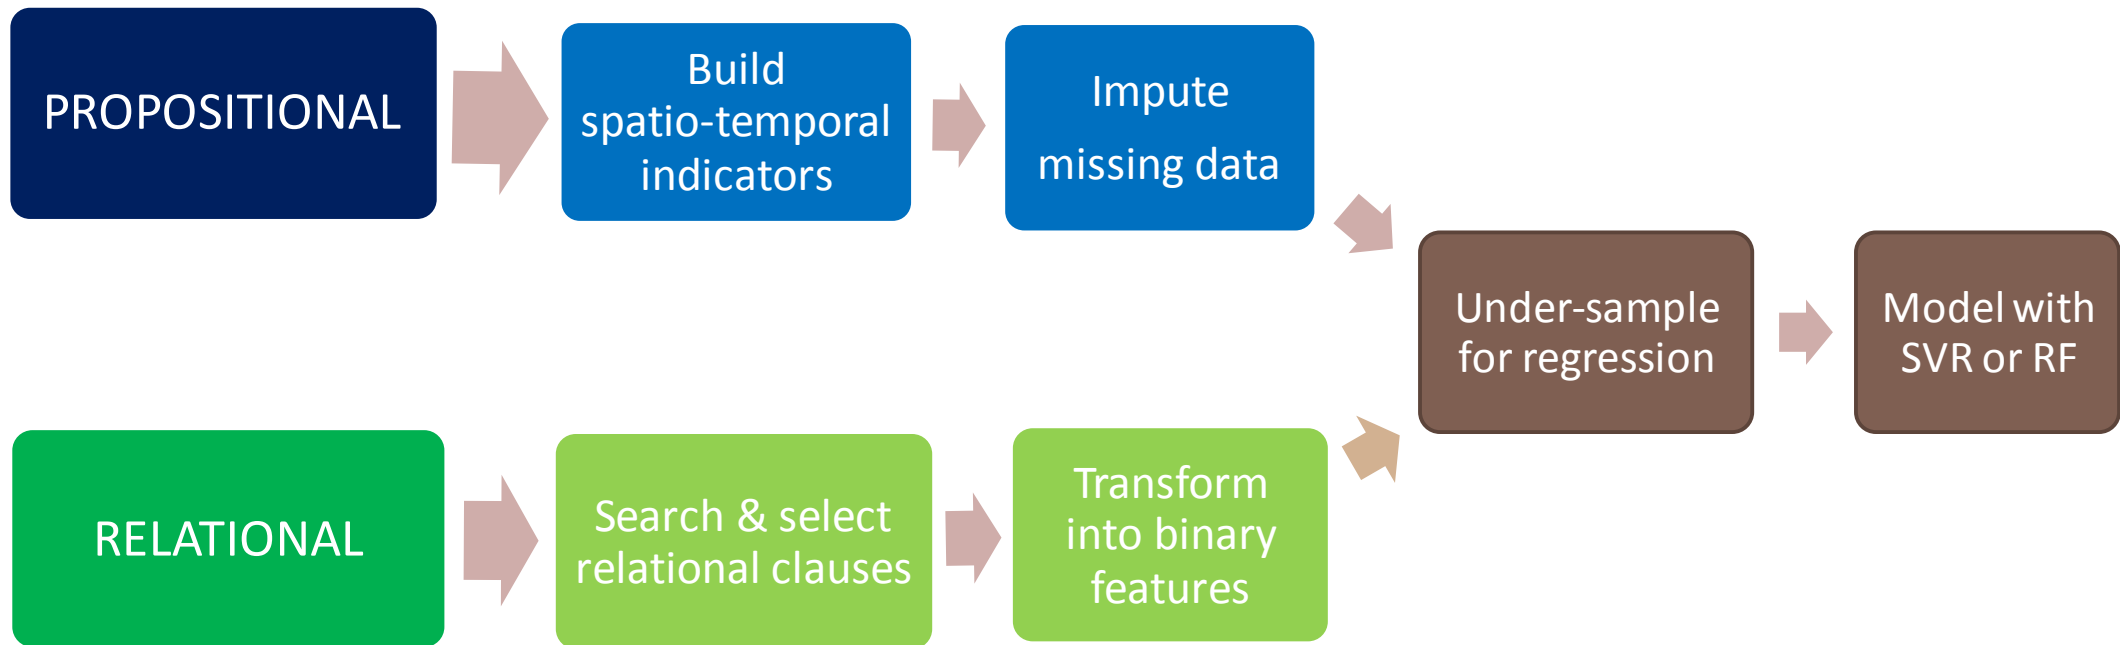 PROPOSITIONAL
Build
spatio-temporal
indicators
Impute
missing data
Under-sample
for regression
Model with
SVR or RF
RELATIONAL
Search & select
relational clauses
Transform
into binary
features